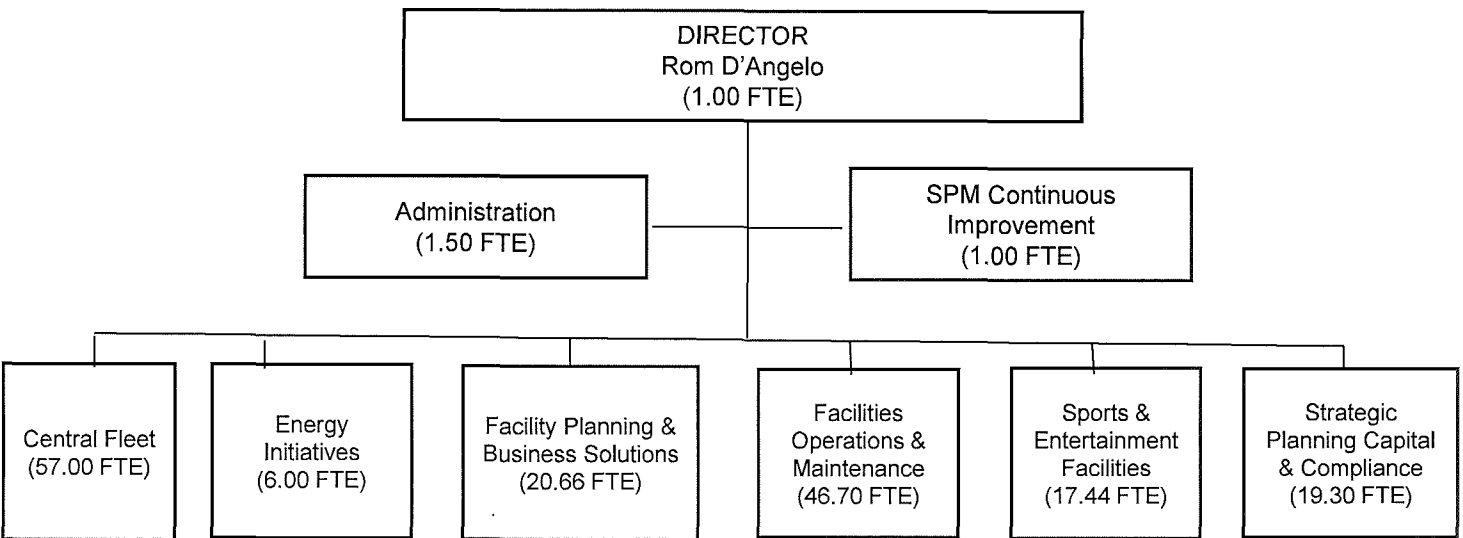 DIRECTOR
Rom D'Angelo
(1.00 FTE)
Administration
(1.50 FTE)
SPM Continuous
Improvement
(1.00 FTE)
Central Fleet
(57.00 FTE)
Energy
Initiatives
(6.00 FTE)
Facility Planning &
Business Solutions
(20.66 FTE)
Facilities
Operations &
Maintenance
(46.70 FTE)
Sports &
Entertainment
Facilities
(17.44 FTE)
Strategic
Planning Capital
& Compliance
(19.30 FTE)